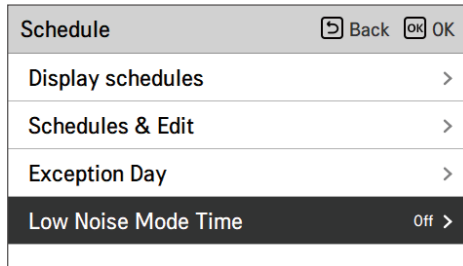 Schedule Back OK OK
Display schedules >
Schedules & Edit >
Exception Day >
Low Noise Mode Time Off >